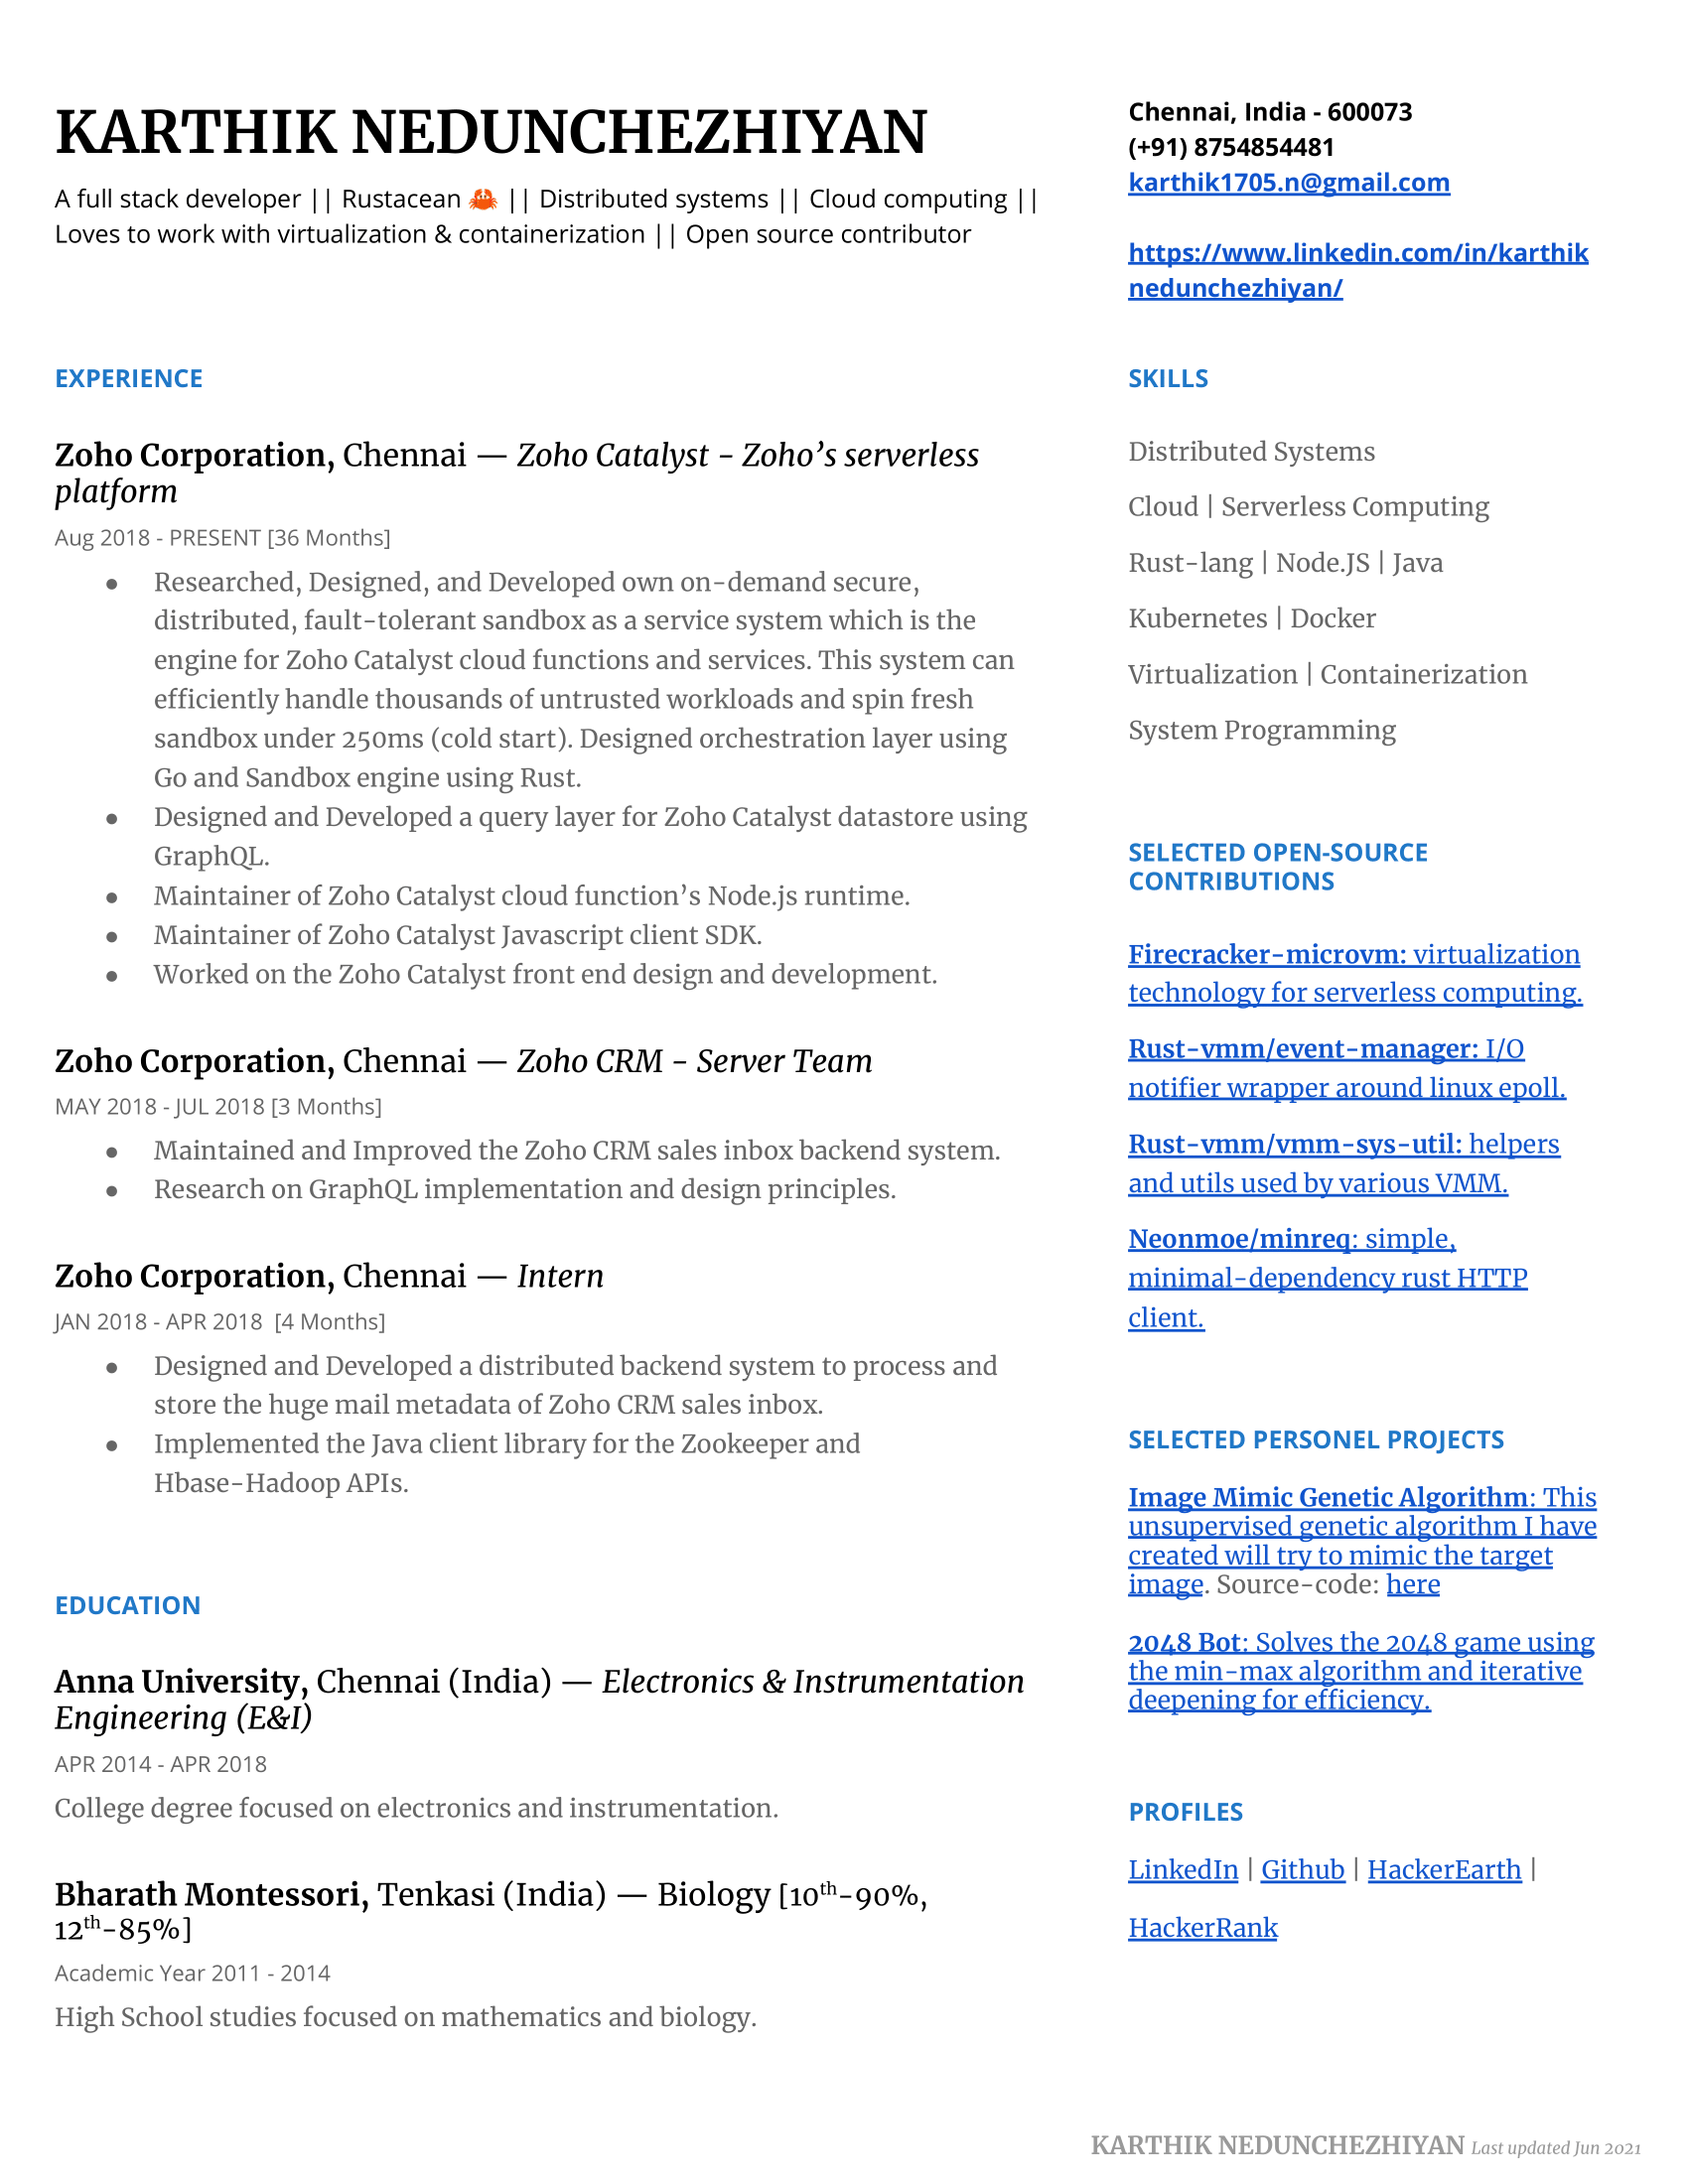 KARTHIK NEDUNCHEZHIYAN
A full stack developer || Rustacean 🦀 || Distributed systems || Cloud computing ||
Loves to work with virtualization & containerization || Open source contributor
Chennai, India - 600073
(+91) 8754854481
karthik1705.n@gmail.com
https://www.linkedin.com/in/karthik
nedunchezhiyan/
EXPERIENCE
Zoho Corporation, Chennai — Zoho Catalyst - Zoho’s serverless
platform
Aug 2018 - PRESENT [36 Months]
● Researched, Designed, and Developed own on-demand secure,
distributed, fault-tolerant sandbox as a service system which is the
engine for Zoho Catalyst cloud functions and services. This system can
efficiently handle thousands of untrusted workloads and spin fresh
sandbox under 250ms (cold start). Designed orchestration layer using
Go and Sandbox engine using Rust.
● Designed and Developed a query layer for Zoho Catalyst datastore using
GraphQL.
● Maintainer of Zoho Catalyst cloud function’s Node.js runtime.
● Maintainer of Zoho Catalyst Javascript client SDK.
● Worked on the Zoho Catalyst front end design and development.
Zoho Corporation, Chennai — Zoho CRM - Server Team
MAY 2018 - JUL 2018 [3 Months]
● Maintained and Improved the Zoho CRM sales inbox backend system.
● Research on GraphQL implementation and design principles.
Zoho Corporation, Chennai — Intern
JAN 2018 - APR 2018 [4 Months]
● Designed and Developed a distributed backend system to process and
store the huge mail metadata of Zoho CRM sales inbox.
● Implemented the Java client library for the Zookeeper and
Hbase-Hadoop APIs.
EDUCATION
Anna University, Chennai (India) — Electronics & Instrumentation
Engineering (E&I)
APR 2014 - APR 2018
College degree focused on electronics and instrumentation.
Bharath Montessori, Tenkasi (India) — Biology [10th-90%,
12th-85%]
Academic Year 2011 - 2014
High School studies focused on mathematics and biology.
SKILLS
Distributed Systems
Cloud | Serverless Computing
Rust-lang | Node.JS | Java
Kubernetes | Docker
Virtualization | Containerization
System Programming
SELECTED OPEN-SOURCE
CONTRIBUTIONS
Firecracker-microvm: virtualization
technology for serverless computing.
Rust-vmm/event-manager: I/O
notifier wrapper around linux epoll.
Rust-vmm/vmm-sys-util: helpers
and utils used by various VMM.
Neonmoe/minreq: simple,
minimal-dependency rust HTTP
client.
SELECTED PERSONEL PROJECTS
Image Mimic Genetic Algorithm: This
unsupervised genetic algorithm I have
created will try to mimic the target
image. Source-code: here
2048 Bot: Solves the 2048 game using
the min-max algorithm and iterative
deepening for efficiency.
PROFILES
LinkedIn | Github | HackerEarth |
HackerRank
KARTHIK NEDUNCHEZHIYAN Last updated Jun 2021